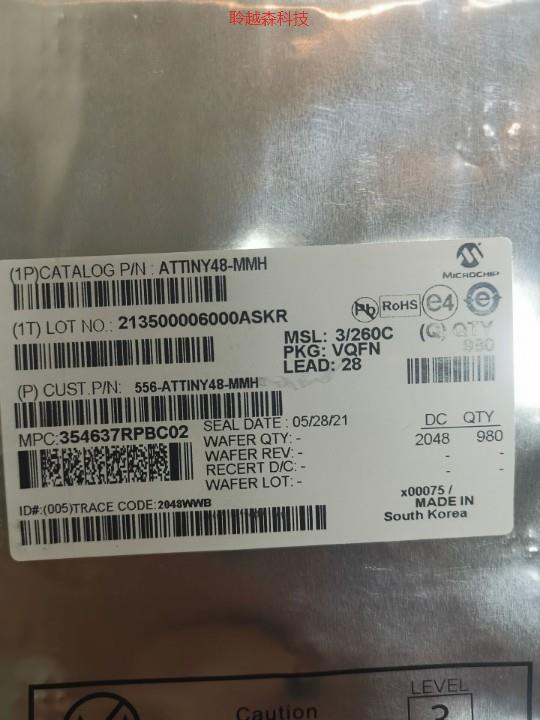 聆越森科技
(1P)CATALOG P/N : ATTINY48-MMH
MICROCHIP
(1T) LOT NO.: 213500006000ASKR
Pb RoHS e4 e
MSL: 3/260C
PKG: VQFN
LEAD: 28
(Q) QTY
980
(P) CUST.P/N: 556-ATTINY48-MMH
MPC:354637RPBC02
SEAL DATE : 05/28/21
WAFER QTY: -
WAFER REV: -
RECERT D/C: -
WAFER LOT: -
DC QTY
2048 980
- -
- -
ID#:(005)TRACE CODE:2048WWB
x00075 /
MADE IN
South Korea
Caution
LEVEL
3